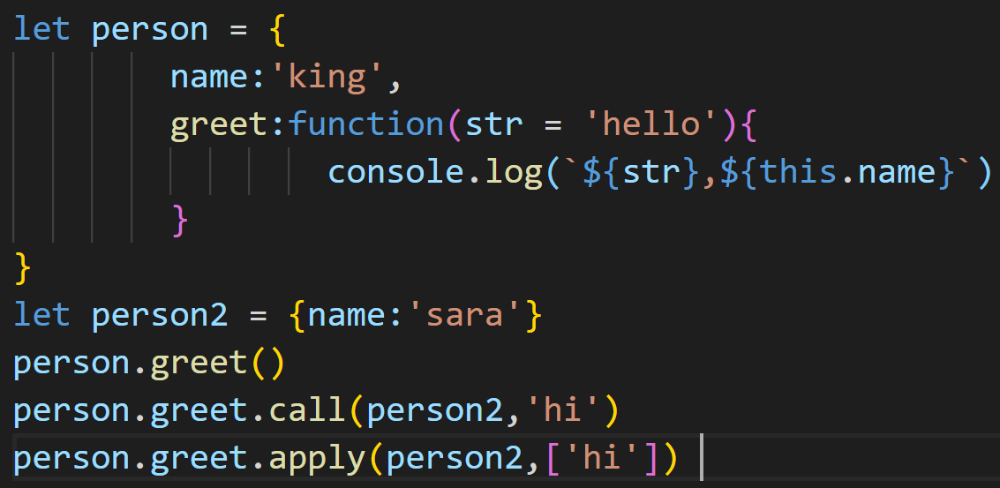 let person = {
        name:'king',
        greet:function(str = 'hello'){
                console.log(`${str},${this.name}`)
        }
}
let person2 = {name:'sara'}
person.greet()
person.greet.call(person2,'hi')
person.greet.apply(person2,['hi'])